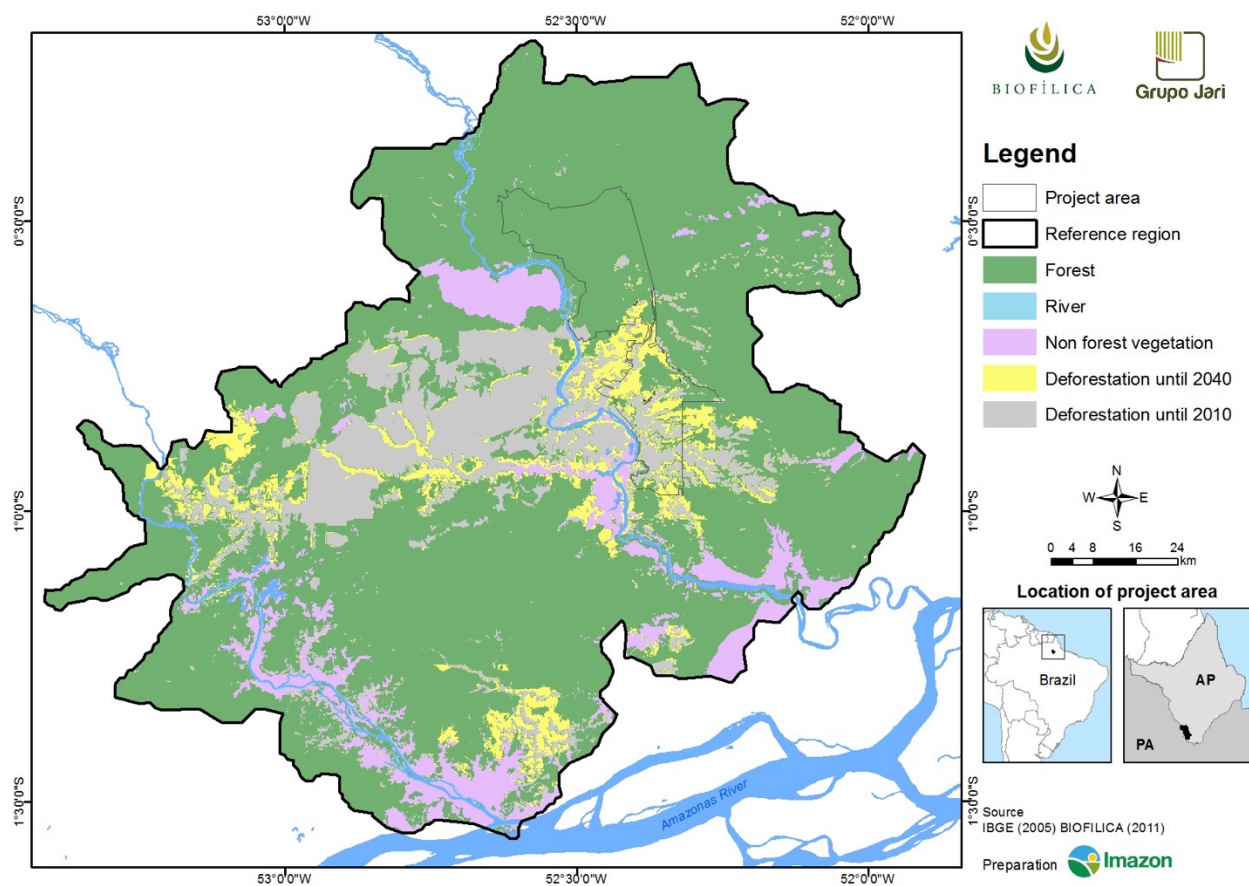 53°0'0"W 52°30'0"W 52°0'0"W
0°30'0"S
0°30'0"S
1°0'0"S
1°0'0"S
1°30'0"S
1°30'0"S
Amazonas River
53°0'0"W 52°30'0"W 52°0'0"W
BIOFÍLICA
Grupo Jari
Legend
Project area
Reference region
Forest
River
Non forest vegetation
Deforestation until 2040
Deforestation until 2010
N
W E
S
0 4 8 16 24
km
Location of project area
Brazil
AP
PA
Source
IBGE (2005) BIOFILICA (2011)
Preparation Imazon